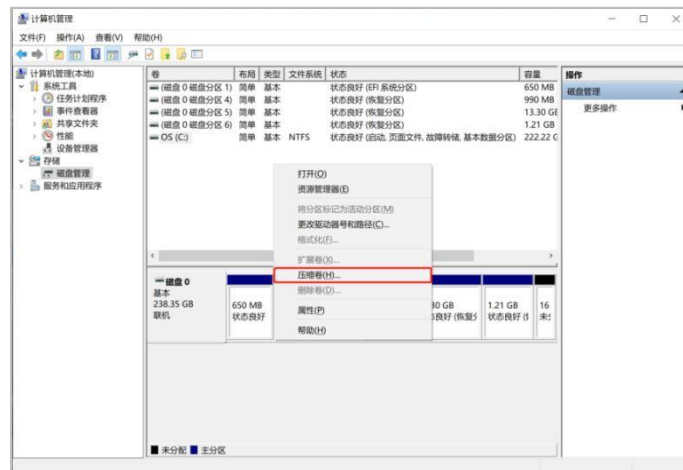 计算机管理
文件(F) 操作(A) 查看(V) 帮助(H)
计算机管理(本地)
系统工具
任务计划程序
事件查看器
共享文件夹
性能
设备管理器
存储
磁盘管理
服务和应用程序
卷 布局 类型 文件系统 状态 容量
(磁盘 0 磁盘分区 1) 简单 基本 状态良好 (EFI 系统分区) 650 MB
(磁盘 0 磁盘分区 4) 简单 基本 状态良好 (恢复分区) 990 MB
(磁盘 0 磁盘分区 5) 简单 基本 状态良好 (恢复分区) 13.30 GE
(磁盘 0 磁盘分区 6) 简单 基本 状态良好 (恢复分区) 1.21 GB
OS (C:) 简单 基本 NTFS 状态良好 (启动, 页面文件, 故障转储, 基本数据分区) 222.22 G
打开(O)
资源管理器(E)
将分区标记为活动分区(M)
更改驱动器号和路径(C)...
格式化(F)...
扩展卷(X)...
压缩卷(H)...
删除卷(D)...
属性(P)
帮助(H)
磁盘 0
基本
238.35 GB
联机
650 MB
状态良好
30 GB
良好 (恢复
1.21 GB
状态良好 (
16
未
未分配 主分区
操作
磁盘管理
更多操作